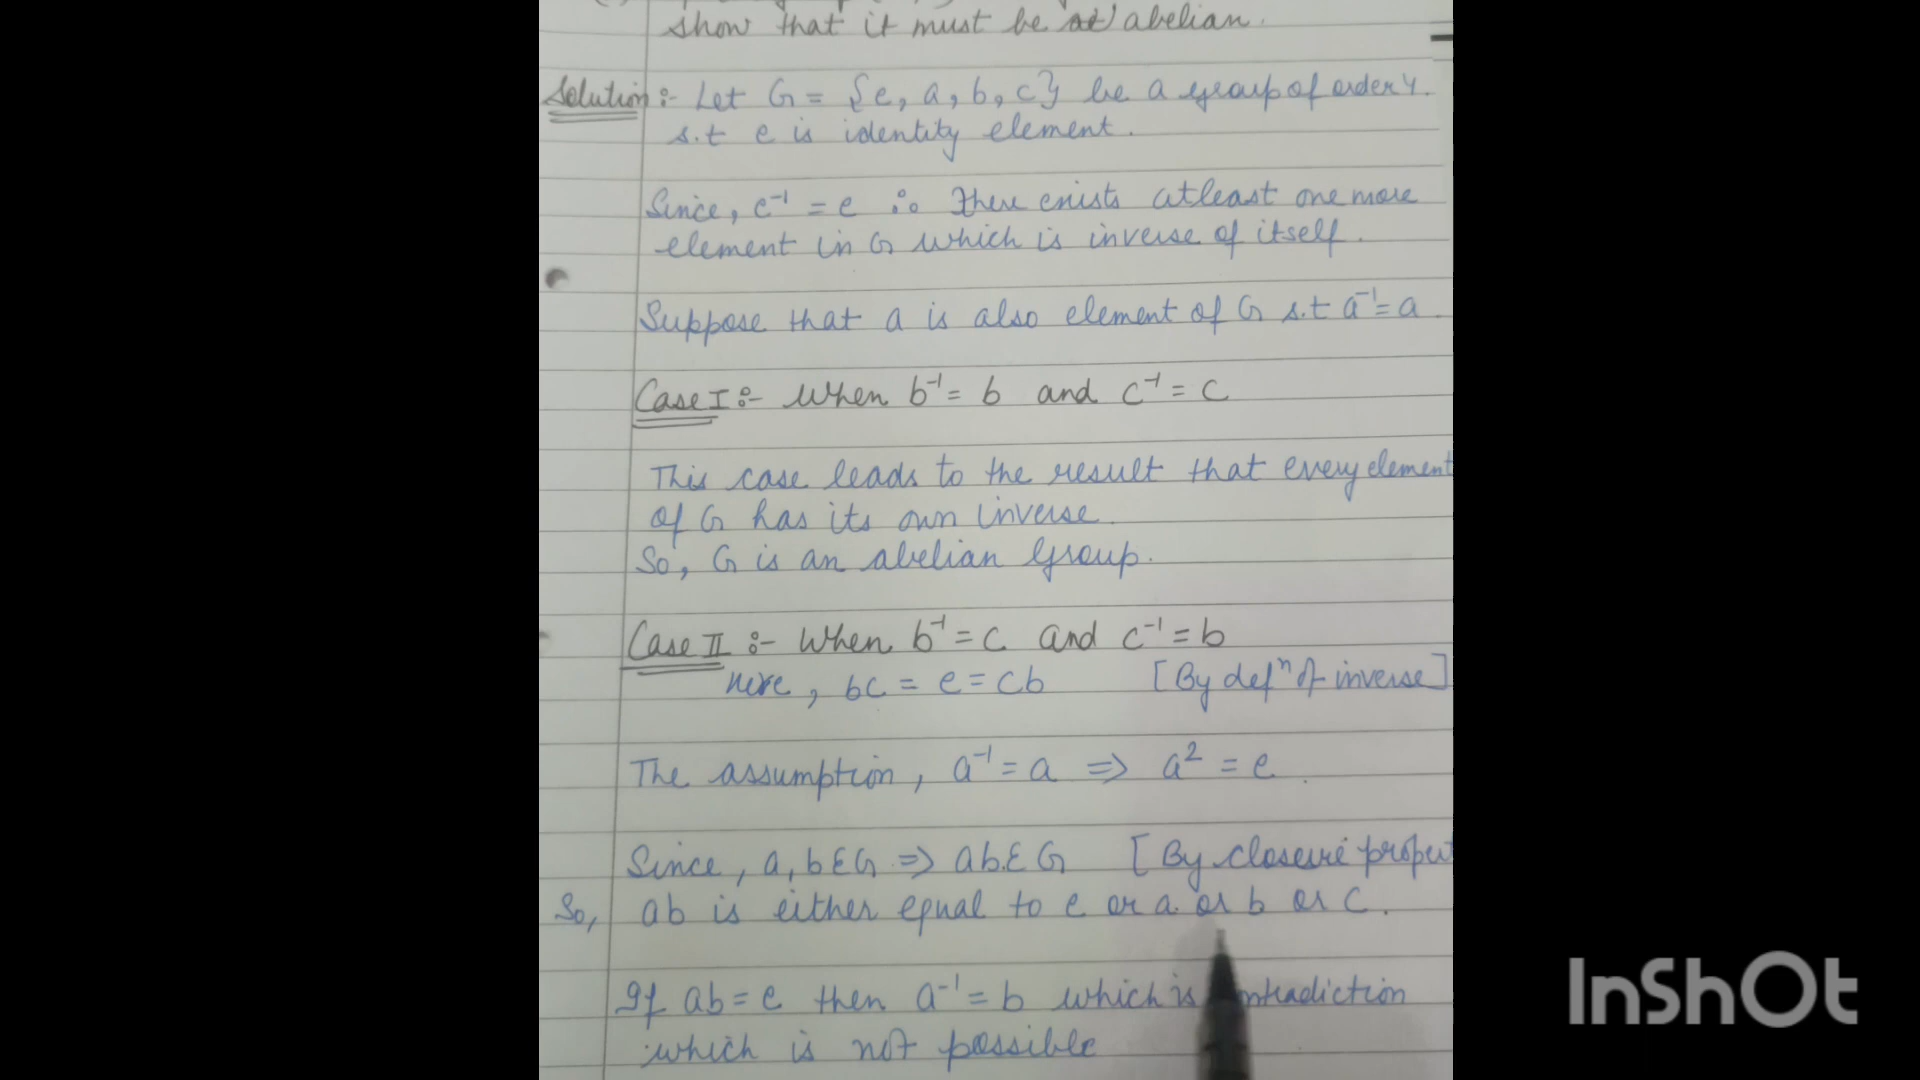 show that it must be abelian.
Solution :- Let G = {e, a, b, c} be a group of order 4.
s.t e is identity element.
Since, e⁻¹ = e ∴ there exists atleast one more
element in G which is inverse of itself.
Suppose that a is also element of G s.t a⁻¹ = a.
Case I :- When b⁻¹ = b and c⁻¹ = c
This case leads to the result that every element
of G has its own inverse.
So, G is an abelian Group.
Case II :- When b⁻¹ = c and c⁻¹ = b
here, bc = e = cb [By defⁿ of inverse]
The assumption, a⁻¹ = a ⇒ a² = e.
Since, a, b ∈ G ⇒ ab ∈ G [By closure
So, ab is either equal to e or a or b or c.
If ab = e then a⁻¹ = b which is
which is not possible
InShOt